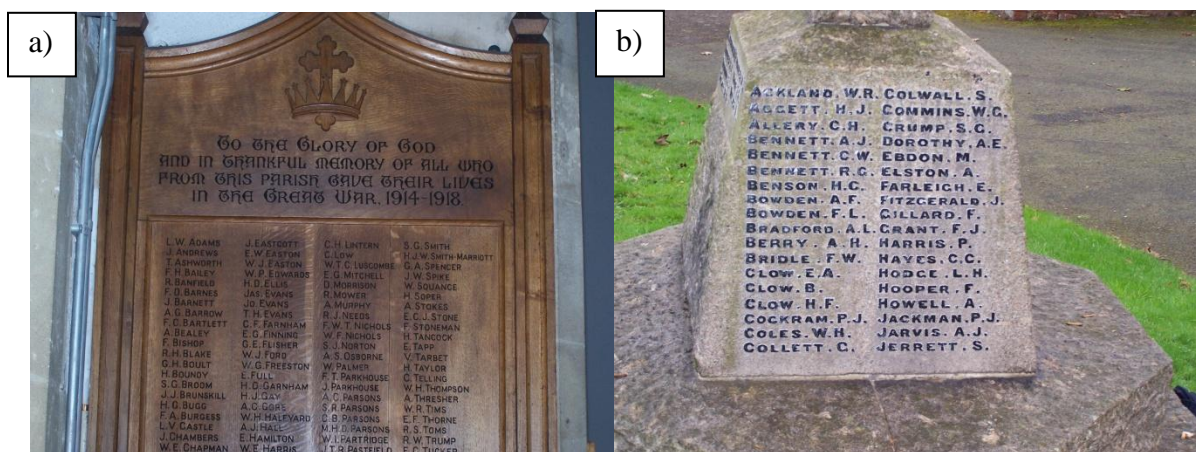 a)
TO THE GLORY OF GOD
AND IN THANKFUL MEMORY OF ALL WHO
FROM THIS PARISH GAVE THEIR LIVES
IN THE GREAT WAR, 1914-1918.
L.W. ADAMS
J. ANDREWS
T. ASHWORTH
F.H. BAILEY
R. BANFIELD
F.O. BARNES
J. BARNETT
A.G. BARROW
F.C. BARTLETT
A. BEALEY
F. BISHOP
R.H. BLAKE
G.H. BOULT
H. BOUNDY
S.G. BROOM
J.J. BRUNSKILL
H.G. BUGG
F.A. BURGESS
L.V. CASTLE
J. CHAMBERS
W.E. CHAPMAN
J. EASTCOTT
E.W. EASTON
W.J. EASTON
W.P. EDWARDS
H.D. ELLIS
JAS. EVANS
JO. EVANS
T.H. EVANS
C.F. FARNHAM
E.O. FINNING
G.E. FLISHER
W.J. FORD
W.G. FREESTON
E. FULL
H.D. GARNHAM
H.J. GAY
A.C. GORE
W.H. HALFYARD
A.J. HALL
E. HAMILTON
W.E. HARRIS
C.H. LINTERN
C. LOW
W.T.C. LUSCOMBE
E.G. MITCHELL
D. MORRISON
R. MOWER
A. MURPHY
R.J. NEEDS
F.W.T. NICHOLS
W.F. NICHOLS
S.J. NORTON
A.S. OSBORNE
W. PALMER
F.T. PARKHOUSE
J. PARKHOUSE
A.C. PARSONS
S.R. PARSONS
C.B. PARSONS
M.H.D. PARSONS
W.L. PARTRIDGE
J.T.R. PASTFIELD
S.G. SMITH
H.J.W. SMITH-MARRIOTT
G.A. SPENCER
J.W. SPIKE
W. SQUANCE
H. SOPER
A. STOKES
E.C.J. STONE
F. STONEMAN
H. TANCOCK
E. TAPP
V. TARBET
H. TAYLOR
C. TELLING
W.H. THOMPSON
A. THRESHER
W.R. TIMS
E.F. THORNE
R.S. TOMS
R.W. TRUMP
F.C. TUCKER
b)
ACKLAND. W.R. COLWALL. S.
AGGETT. H.J. COMMINS. W.G.
ALLERY. C.H. CRUMP. S.G.
BENNETT. A.J. DOROTHY. A.E.
BENNETT. C.W. EBDON. M.
BENNETT. R.G. ELSTON. A.
BENSON. H.C. FARLEIGH. E.
BOWDEN. A.F. FITZGERALD. J.
BOWDEN. F.L. GILLARD. F.
BRADFORD. A.L. GRANT. F.J.
BERRY. A.H. HARRIS. P.
BRIDLE. F.W. HAYES. C.C.
CLOW. E.A. HODGE. L.H.
CLOW. B. HOOPER. F.
CLOW. H.F. HOWELL. A.
COCKRAM. P.J. JACKMAN. P.J.
COLES. W.H. JARVIS. A.J.
COLLETT. G. JERRETT. S.